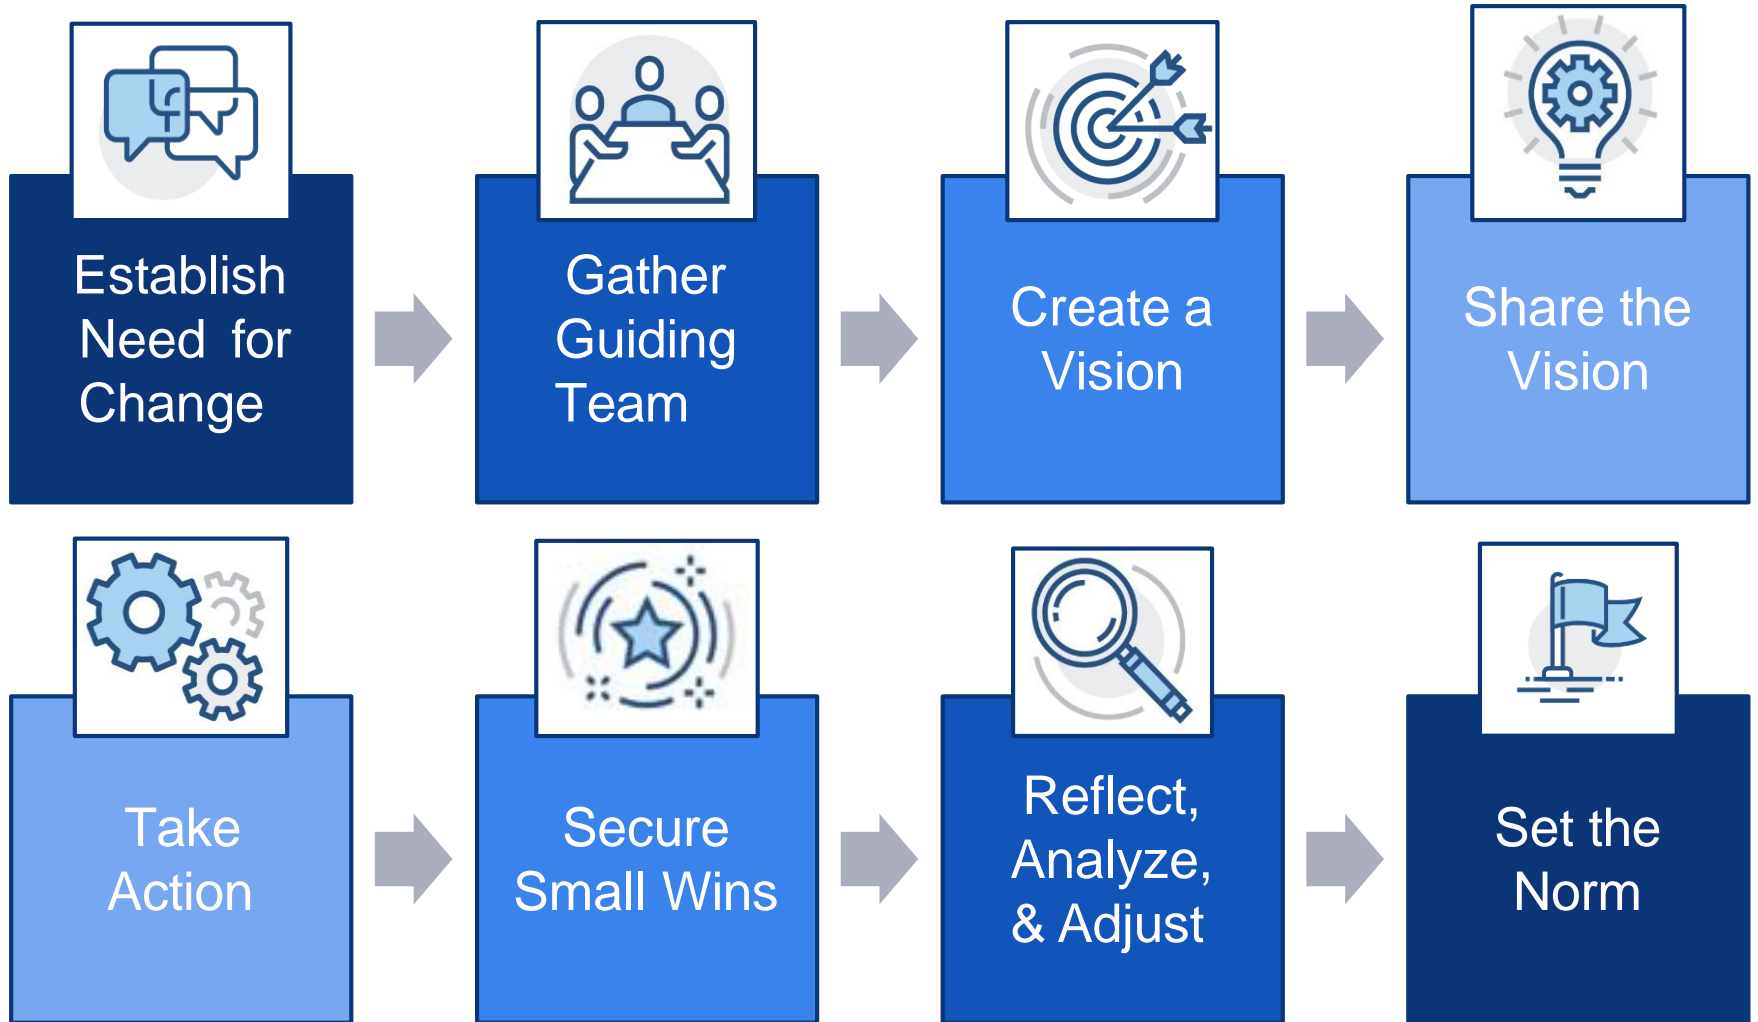 Establish
Need for
Change
Gather
Guiding
Team
Create a
Vision
Share the
Vision
Take
Action
Secure
Small Wins
Reflect,
Analyze,
& Adjust
Set the
Norm